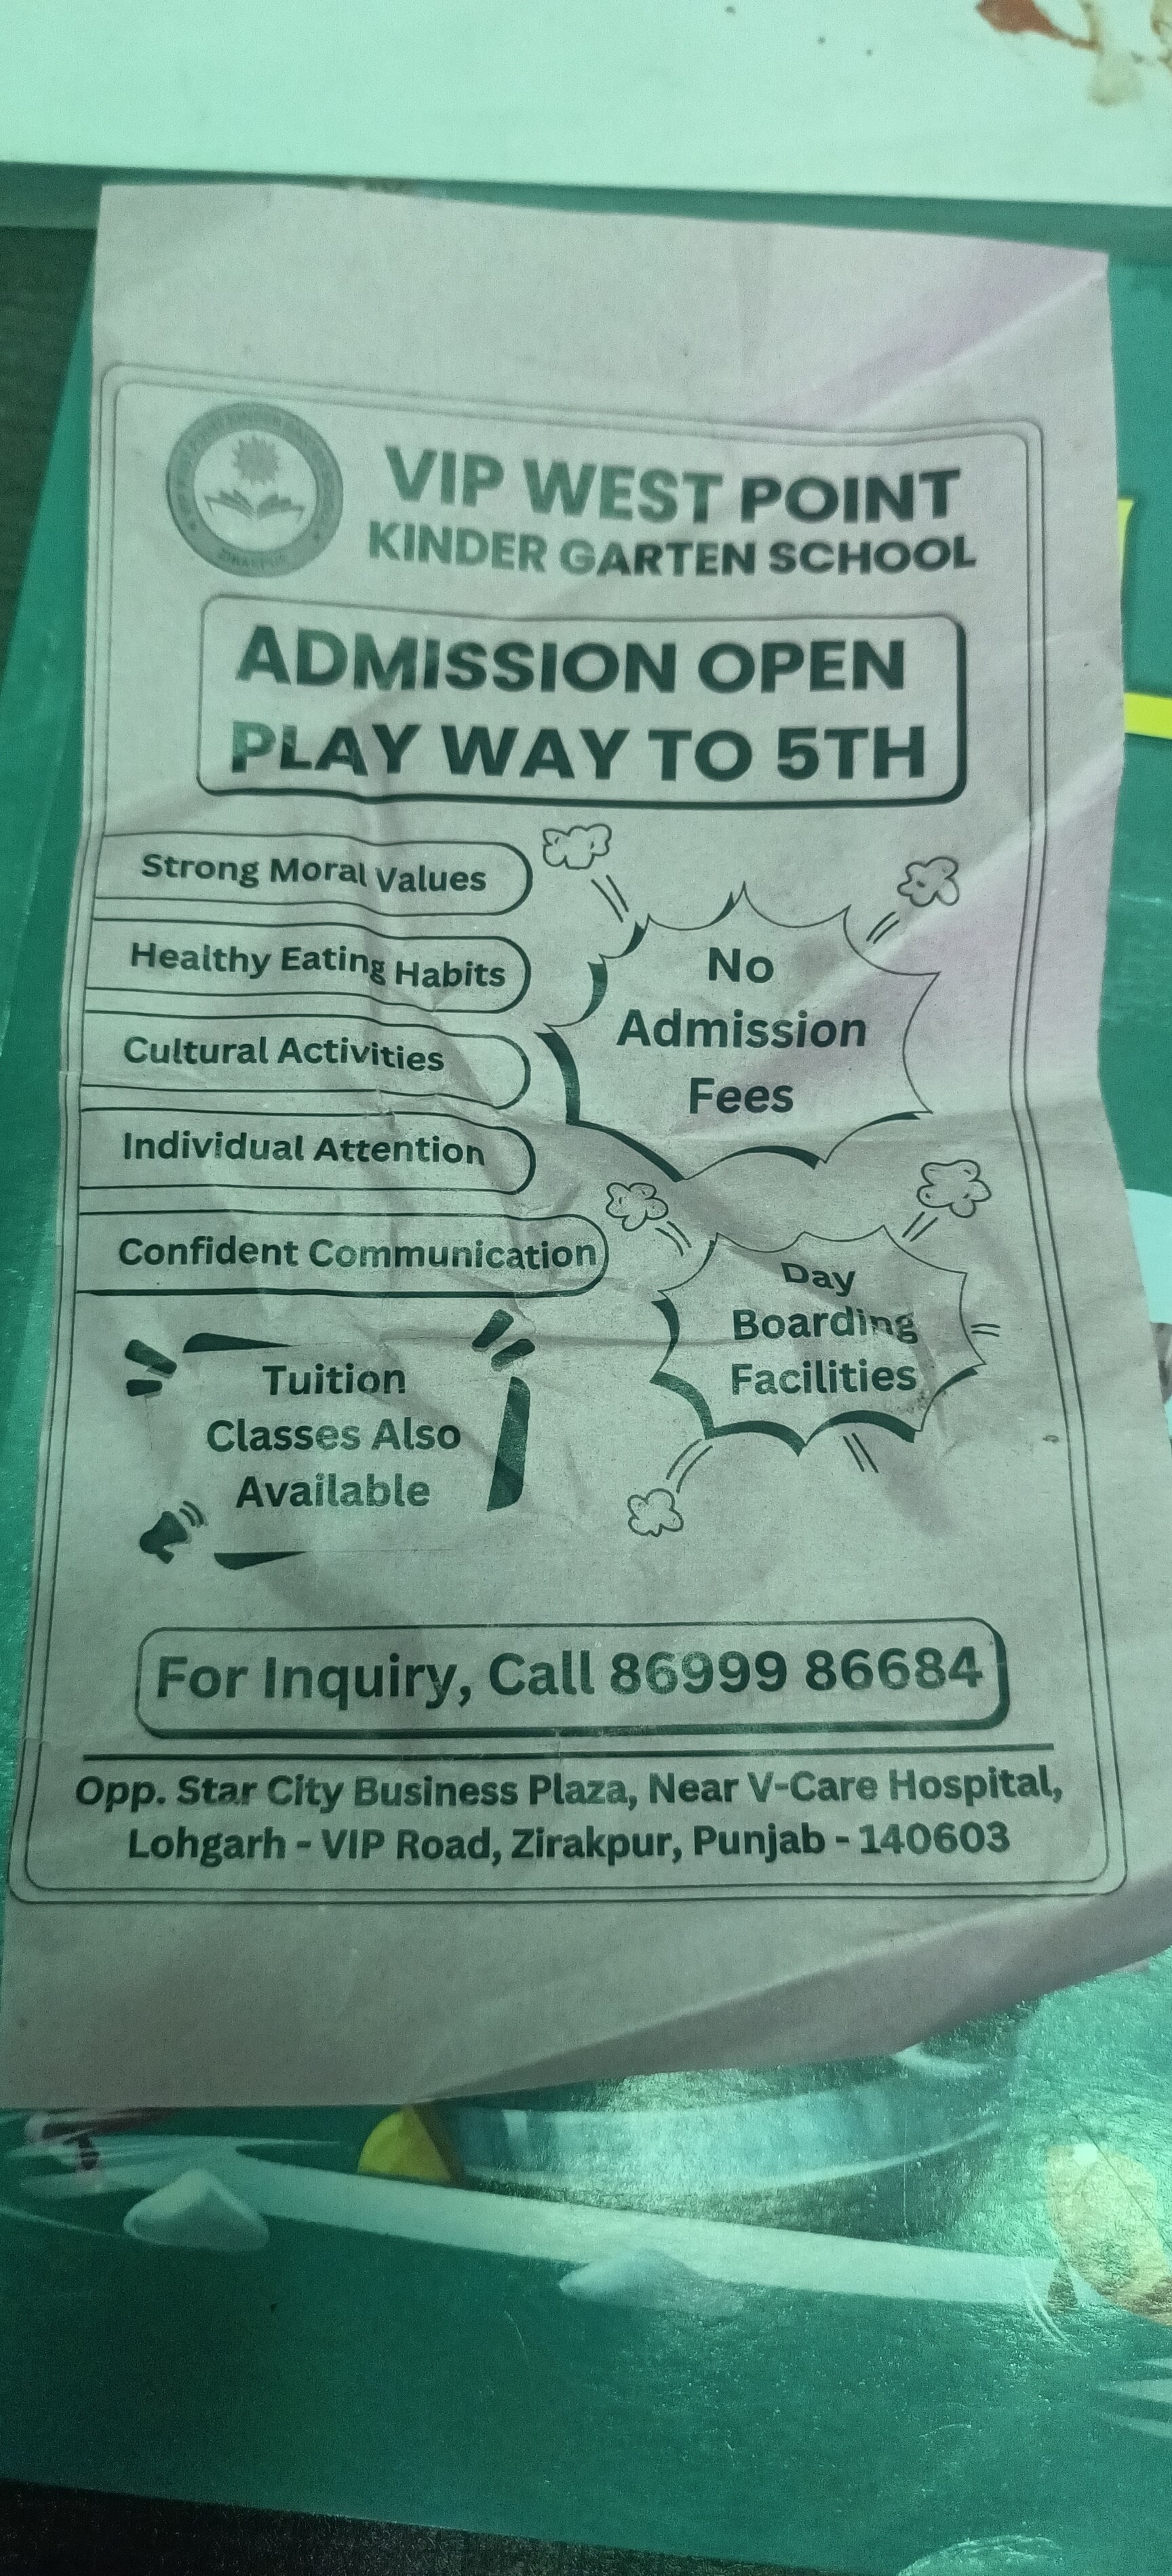 ZIRAKPUR
VIP WEST POINT
KINDER GARTEN SCHOOL
ADMISSION OPEN
PLAY WAY TO 5TH
Strong Moral Values
Healthy Eating Habits
Cultural Activities
Individual Attention
Confident Communication
No
Admission
Fees
Day
Boarding
Facilities
Tuition
Classes Also
Available
For Inquiry, Call 86999 86684
Opp. Star City Business Plaza, Near V-Care Hospital,
Lohgarh - VIP Road, Zirakpur, Punjab - 140603